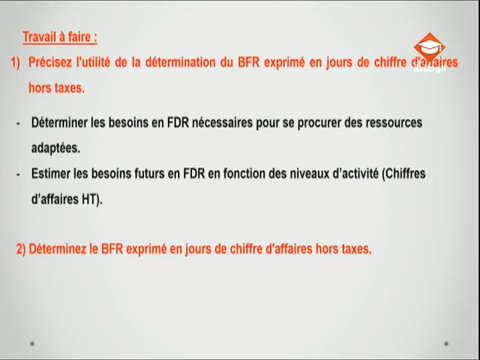 Travail à faire :
1) Précisez l'utilité de la détermination du BFR exprimé en jours de chiffre d'affaires
hors taxes.
- Déterminer les besoins en FDR nécessaires pour se procurer des ressources
adaptées.
- Estimer les besoins futurs en FDR en fonction des niveaux d'activité (Chiffres
d'affaires HT).
2) Déterminez le BFR exprimé en jours de chiffre d'affaires hors taxes.